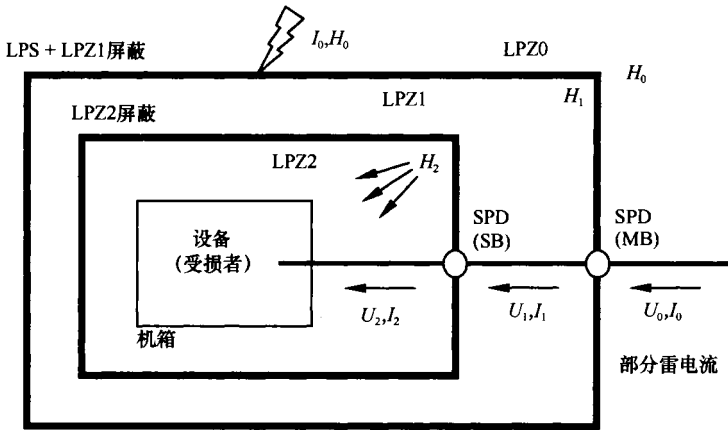 I₀,H₀
LPS + LPZ1屏蔽
LPZ0
H₀
LPZ1
H₁
LPZ2屏蔽
LPZ2
H₂
SPD
(SB)
SPD
(MB)
设备
(受损者)
U₂,I₂
U₁,I₁
U₀,I₀
机箱
部分雷电流